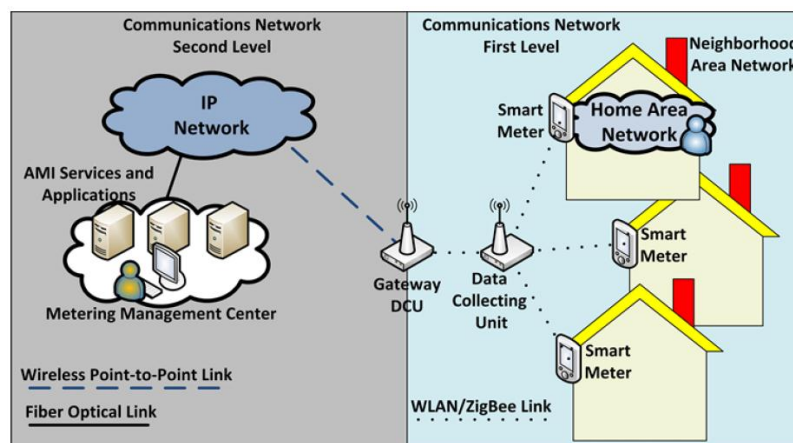 Communications Network
Second Level
IP
Network
AMI Services and
Applications
Metering Management Center
Wireless Point-to-Point Link
Fiber Optical Link
Gateway
DCU
Communications Network
First Level
Neighborhood
Area Network
Smart
Meter
Home Area
Network
Data
Collecting
Unit
Smart
Meter
Smart
Meter
WLAN/ZigBee Link